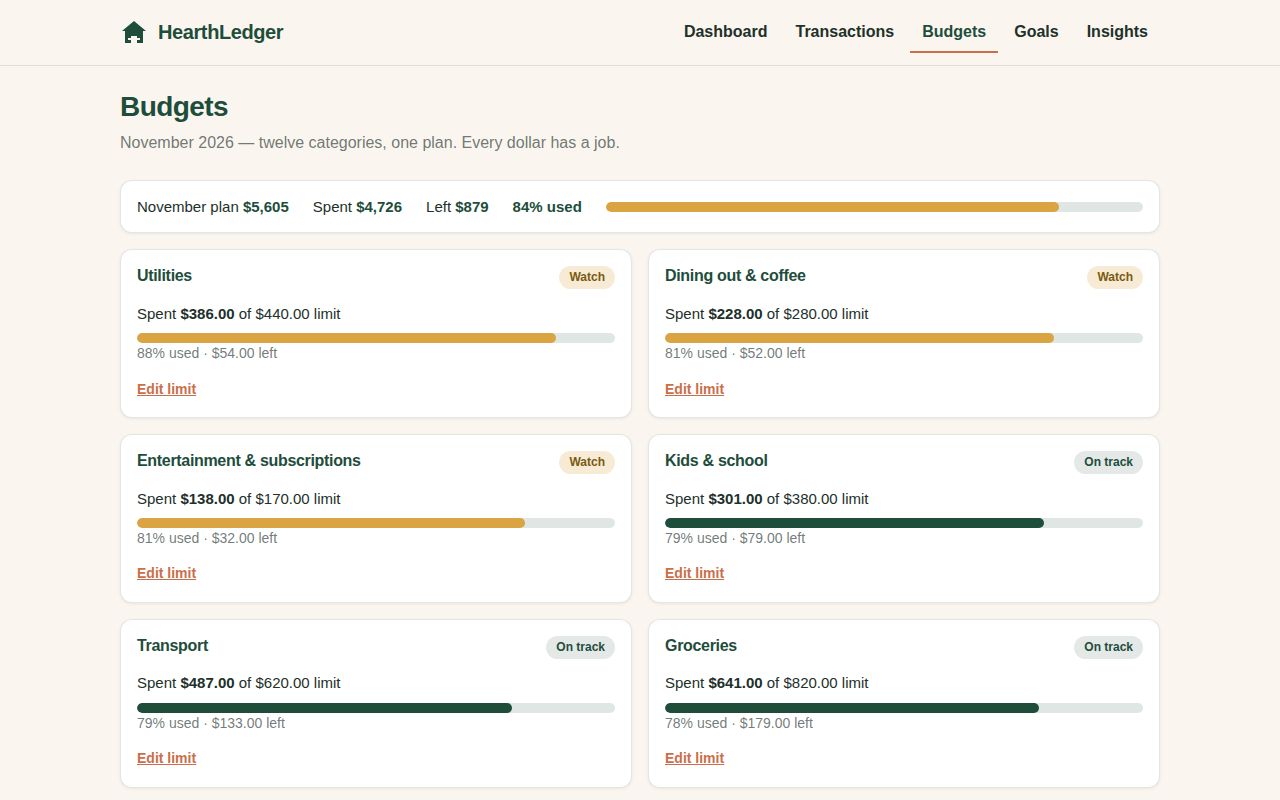 HearthLedger
Dashboard Transactions Budgets Goals Insights
Budgets
November 2026 — twelve categories, one plan. Every dollar has a job.
November plan $5,605 Spent $4,726 Left $879 84% used
Utilities Watch
Spent $386.00 of $440.00 limit
88% used · $54.00 left
Edit limit
Dining out & coffee Watch
Spent $228.00 of $280.00 limit
81% used · $52.00 left
Edit limit
Entertainment & subscriptions Watch
Spent $138.00 of $170.00 limit
81% used · $32.00 left
Edit limit
Kids & school On track
Spent $301.00 of $380.00 limit
79% used · $79.00 left
Edit limit
Transport On track
Spent $487.00 of $620.00 limit
79% used · $133.00 left
Edit limit
Groceries On track
Spent $641.00 of $820.00 limit
78% used · $179.00 left
Edit limit